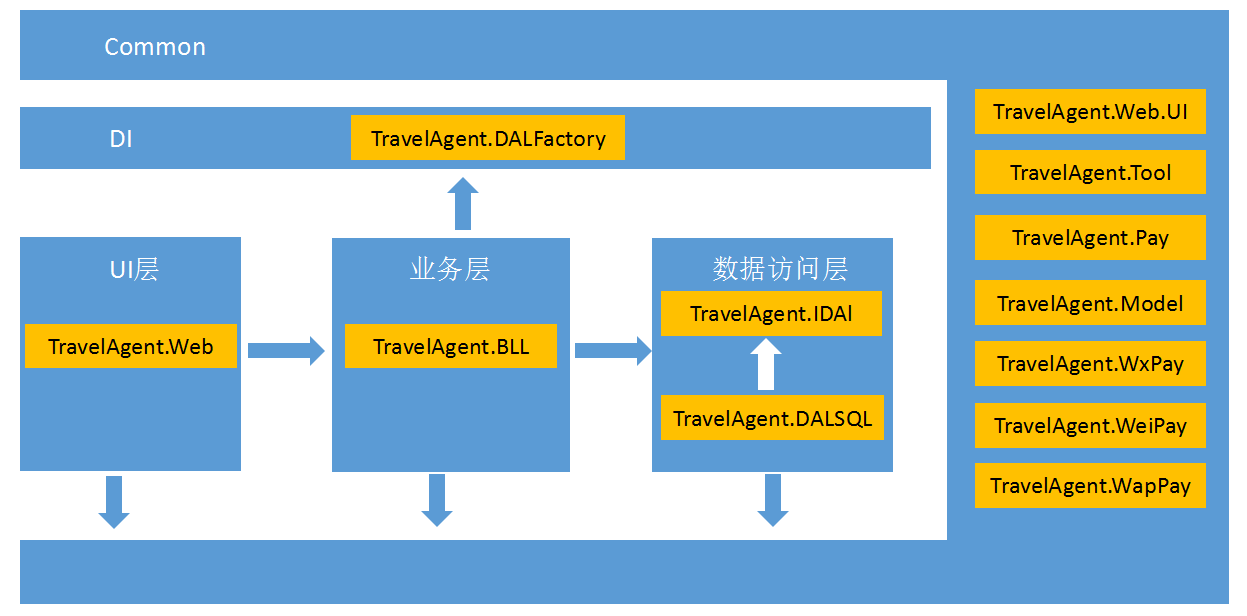 Common
DI
TravelAgent.DALFactory
UI层
TravelAgent.Web
业务层
TravelAgent.BLL
数据访问层
TravelAgent.IDAl
TravelAgent.DALSQL
TravelAgent.Web.UI
TravelAgent.Tool
TravelAgent.Pay
TravelAgent.Model
TravelAgent.WxPay
TravelAgent.WeiPay
TravelAgent.WapPay